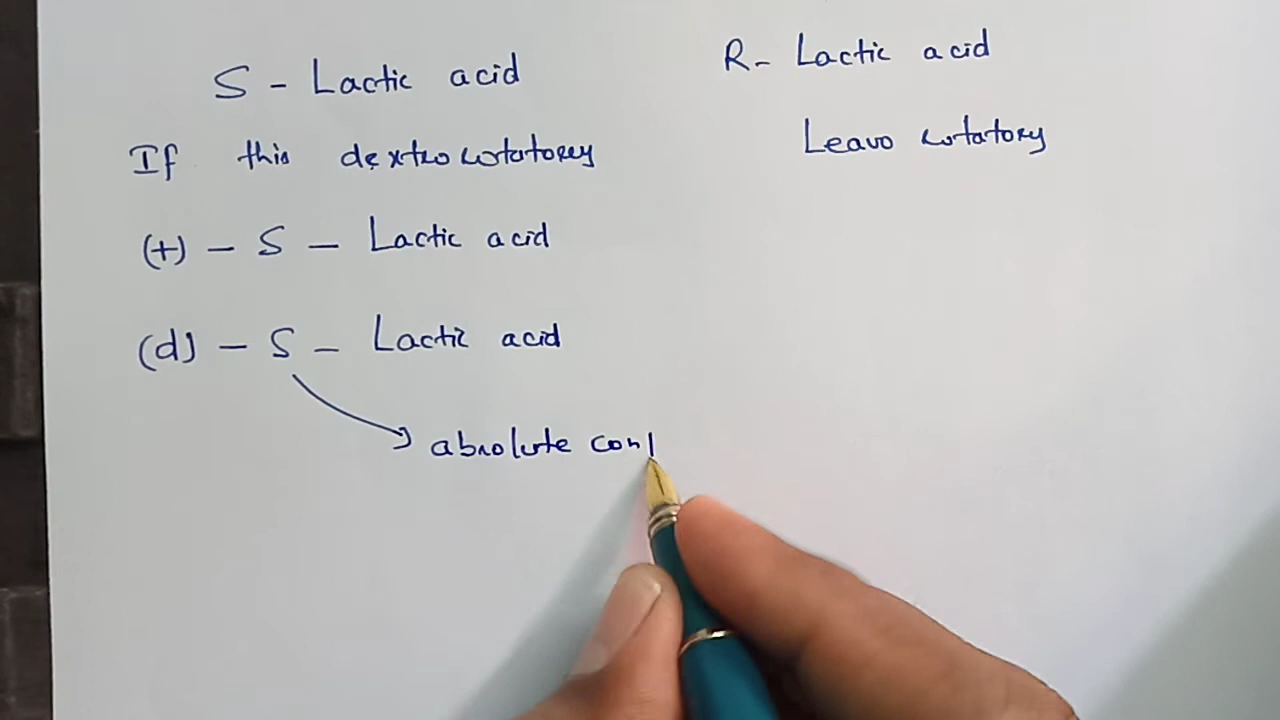 S - Lactic acid
R- Lactic acid
If this dextro rotatory
Leavo rotatory
(+) - S - Lactic acid
(d) - S - Lactic acid
absolute con